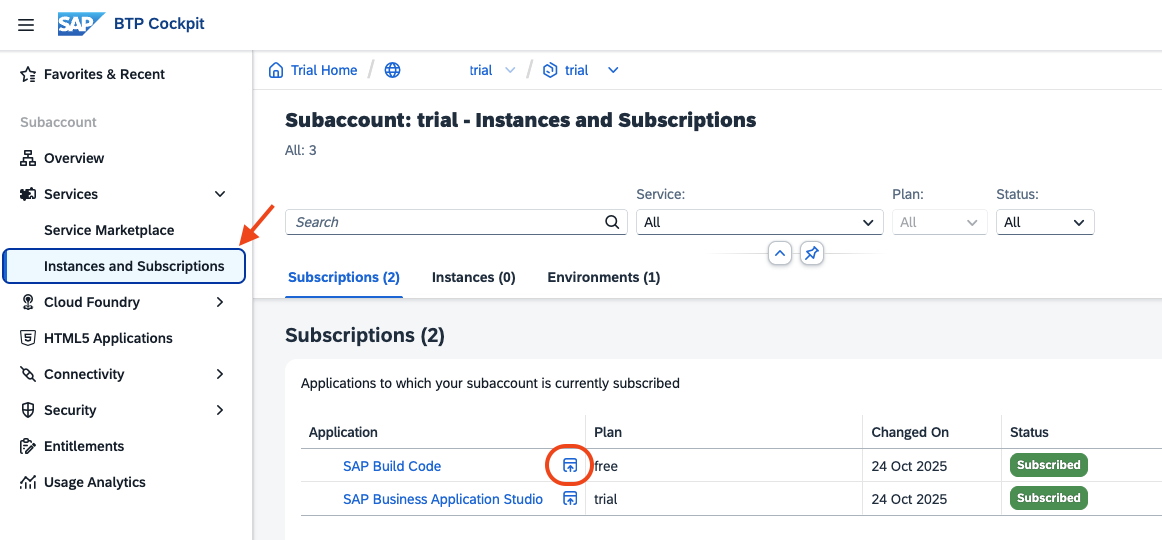 SAP BTP Cockpit
Favorites & Recent
Subaccount
Overview
Services
Service Marketplace
Instances and Subscriptions
Cloud Foundry
HTML5 Applications
Connectivity
Security
Entitlements
Usage Analytics
Trial Home / trial / trial
Subaccount: trial - Instances and Subscriptions
All: 3
Service: Plan: Status:
Search All All All
Subscriptions (2) Instances (0) Environments (1)
Subscriptions (2)
Applications to which your subaccount is currently subscribed
Application Plan Changed On Status
SAP Build Code free 24 Oct 2025 Subscribed
SAP Business Application Studio trial 24 Oct 2025 Subscribed